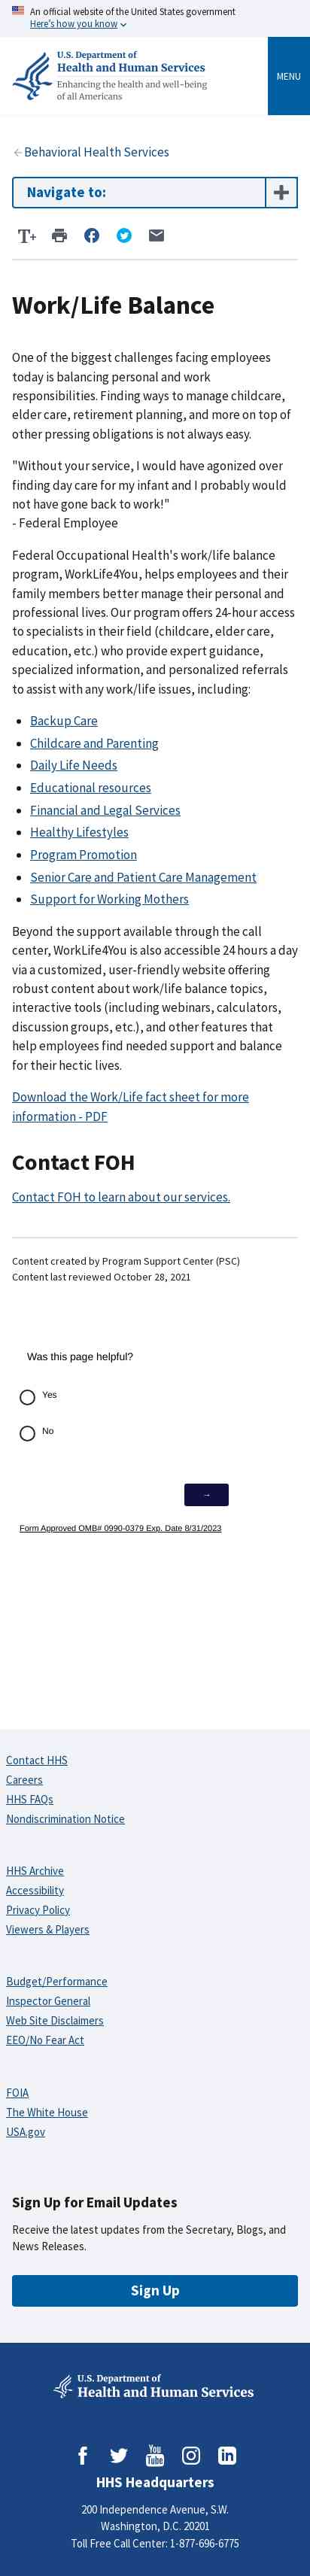 An official website of the United States government
Here's how you know
U.S. Department of
Health and Human Services
Enhancing the health and well-being
of all Americans
MENU
Behavioral Health Services
Navigate to:
T+
Work/Life Balance
One of the biggest challenges facing employees
today is balancing personal and work
responsibilities. Finding ways to manage childcare,
elder care, retirement planning, and more on top of
other pressing obligations is not always easy.
"Without your service, I would have agonized over
finding day care for my infant and I probably would
not have gone back to work!"
- Federal Employee
Federal Occupational Health's work/life balance
program, WorkLife4You, helps employees and their
family members better manage their personal and
professional lives. Our program offers 24-hour access
to specialists in their field (childcare, elder care,
education, etc.) who provide expert guidance,
specialized information, and personalized referrals
to assist with any work/life issues, including:
Backup Care
Childcare and Parenting
Daily Life Needs
Educational resources
Financial and Legal Services
Healthy Lifestyles
Program Promotion
Senior Care and Patient Care Management
Support for Working Mothers
Beyond the support available through the call
center, WorkLife4You is also accessible 24 hours a day
via a customized, user-friendly website offering
robust content about work/life balance topics,
interactive tools (including webinars, calculators,
discussion groups, etc.), and other features that
help employees find needed support and balance
for their hectic lives.
Download the Work/Life fact sheet for more
information - PDF
Contact FOH
Contact FOH to learn about our services.
Content created by Program Support Center (PSC)
Content last reviewed October 28, 2021
Was this page helpful?
Yes
No
→
Form Approved OMB# 0990-0379 Exp. Date 8/31/2023
Contact HHS
Careers
HHS FAQs
Nondiscrimination Notice
HHS Archive
Accessibility
Privacy Policy
Viewers & Players
Budget/Performance
Inspector General
Web Site Disclaimers
EEO/No Fear Act
FOIA
The White House
USA.gov
Sign Up for Email Updates
Receive the latest updates from the Secretary, Blogs, and
News Releases.
Sign Up
U.S. Department of
Health and Human Services
You Tube
HHS Headquarters
200 Independence Avenue, S.W.
Washington, D.C. 20201
Toll Free Call Center: 1-877-696-6775